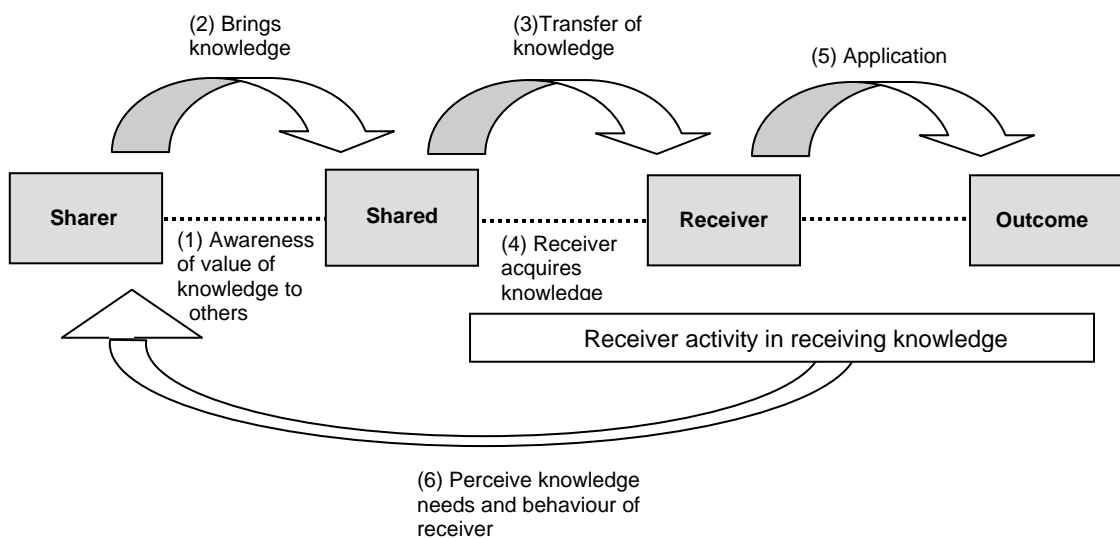 (2) Brings
knowledge
(3)Transfer of
knowledge
(5) Application
Sharer
Shared
Receiver
Outcome
(1) Awareness
of value of
knowledge to
others
(4) Receiver
acquires
knowledge
Receiver activity in receiving knowledge
(6) Perceive knowledge
needs and behaviour of
receiver